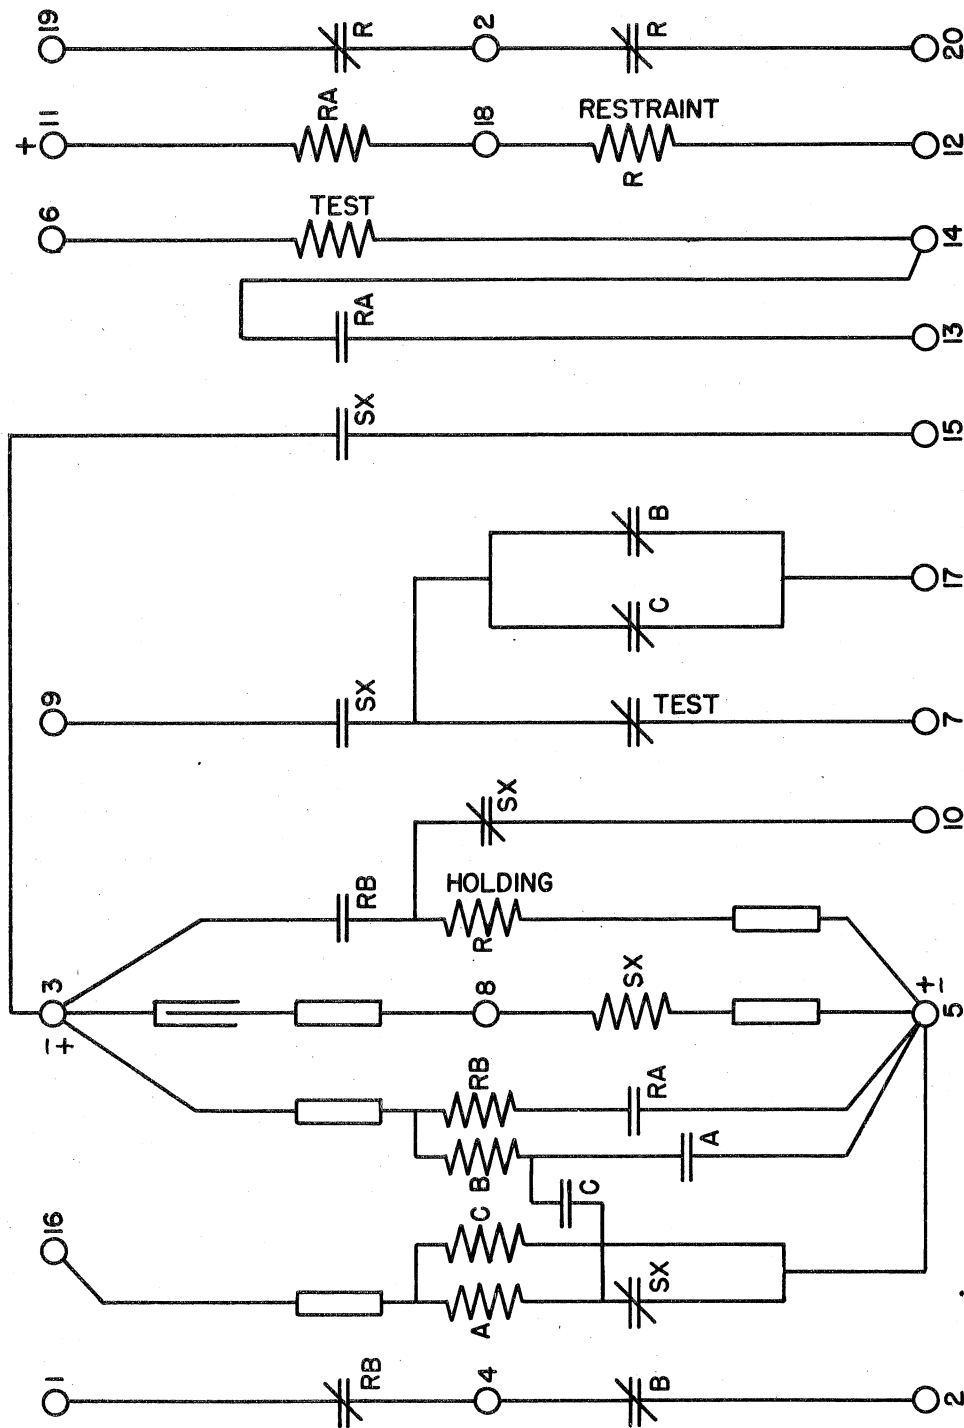 19
R
2
R
20
+
11
RA
18
RESTRAINT
R
12
6
TEST
14
RA
13
SX
15
B
17
C
9
SX
TEST
7
SX
10
RB
HOLDING
R
3
∓
8
SX
±
5
RB
RA
B
A
C
C
16
A
SX
1
RB
4
B
2